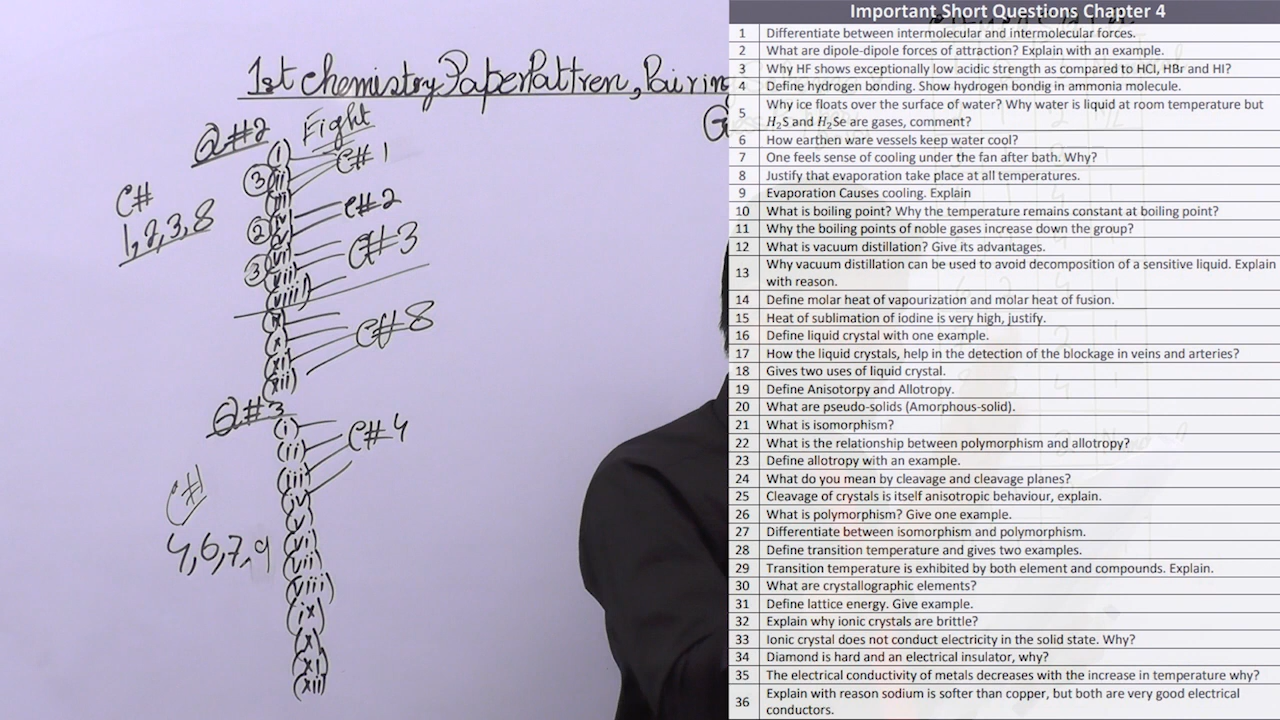 1st Chemistry Paper Pattren, Pairing
Q#2 Fight
C#
1,2,3,8
i
ii
iii
iv
v
vi
vii
viii
ix
x
xi
xii
3
2
3
C#1
C#2
C#3
C#8
Q#3
C#
4,6,7,9
i
ii
iii
iv
v
vi
vii
viii
ix
x
xi
xii
C#4
Important Short Questions Chapter 4
1 Differentiate between intermolecular and intermolecular forces.
2 What are dipole-dipole forces of attraction? Explain with an example.
3 Why HF shows exceptionally low acidic strength as compared to HCl, HBr and HI?
4 Define hydrogen bonding. Show hydrogen bondig in ammonia molecule.
5 Why ice floats over the surface of water? Why water is liquid at room temperature but
H₂S and H₂Se are gases, comment?
6 How earthen ware vessels keep water cool?
7 One feels sense of cooling under the fan after bath. Why?
8 Justify that evaporation take place at all temperatures.
9 Evaporation Causes cooling. Explain
10 What is boiling point? Why the temperature remains constant at boiling point?
11 Why the boiling points of noble gases increase down the group?
12 What is vacuum distillation? Give its advantages.
13 Why vacuum distillation can be used to avoid decomposition of a sensitive liquid. Explain
with reason.
14 Define molar heat of vapourization and molar heat of fusion.
15 Heat of sublimation of iodine is very high, justify.
16 Define liquid crystal with one example.
17 How the liquid crystals, help in the detection of the blockage in veins and arteries?
18 Gives two uses of liquid crystal.
19 Define Anisotorpy and Allotropy.
20 What are pseudo-solids (Amorphous-solid).
21 What is isomorphism?
22 What is the relationship between polymorphism and allotropy?
23 Define allotropy with an example.
24 What do you mean by cleavage and cleavage planes?
25 Cleavage of crystals is itself anisotropic behaviour, explain.
26 What is polymorphism? Give one example.
27 Differentiate between isomorphism and polymorphism.
28 Define transition temperature and gives two examples.
29 Transition temperature is exhibited by both element and compounds. Explain.
30 What are crystallographic elements?
31 Define lattice energy. Give example.
32 Explain why ionic crystals are brittle?
33 Ionic crystal does not conduct electricity in the solid state. Why?
34 Diamond is hard and an electrical insulator, why?
35 The electrical conductivity of metals decreases with the increase in temperature why?
36 Explain with reason sodium is softer than copper, but both are very good electrical
conductors.